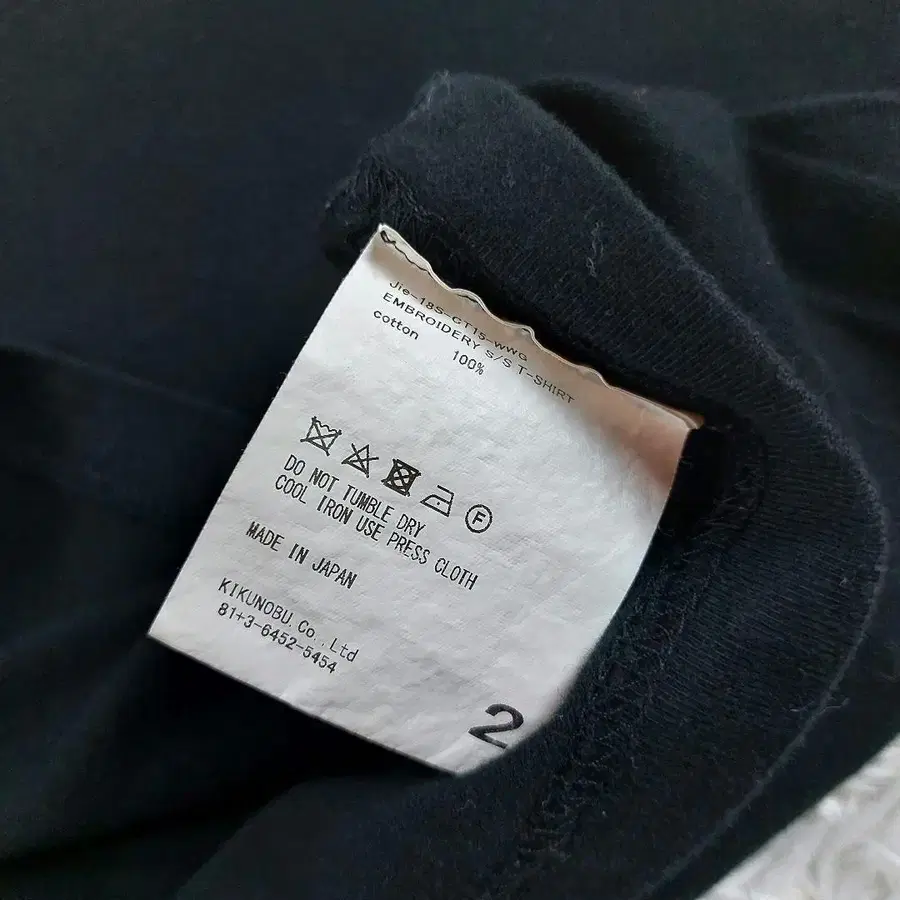 Jie-18S-CT15-WWG
EMBROIDERY S/S T-SHIRT
cotton 100%
F
DO NOT TUMBLE DRY
COOL IRON USE PRESS CLOTH
MADE IN JAPAN
KIKUNOBU.Co.,Ltd
81+3-6452-5454
2